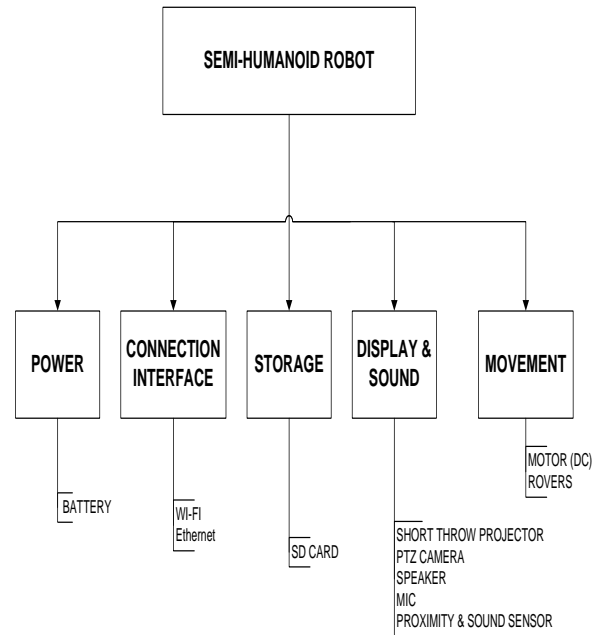 SEMI-HUMANOID ROBOT
POWER
CONNECTION
INTERFACE
STORAGE
DISPLAY &
SOUND
MOVEMENT
BATTERY
WI-FI
Ethernet
SD CARD
SHORT THROW PROJECTOR
PTZ CAMERA
SPEAKER
MIC
PROXIMITY & SOUND SENSOR
MOTOR (DC)
ROVERS